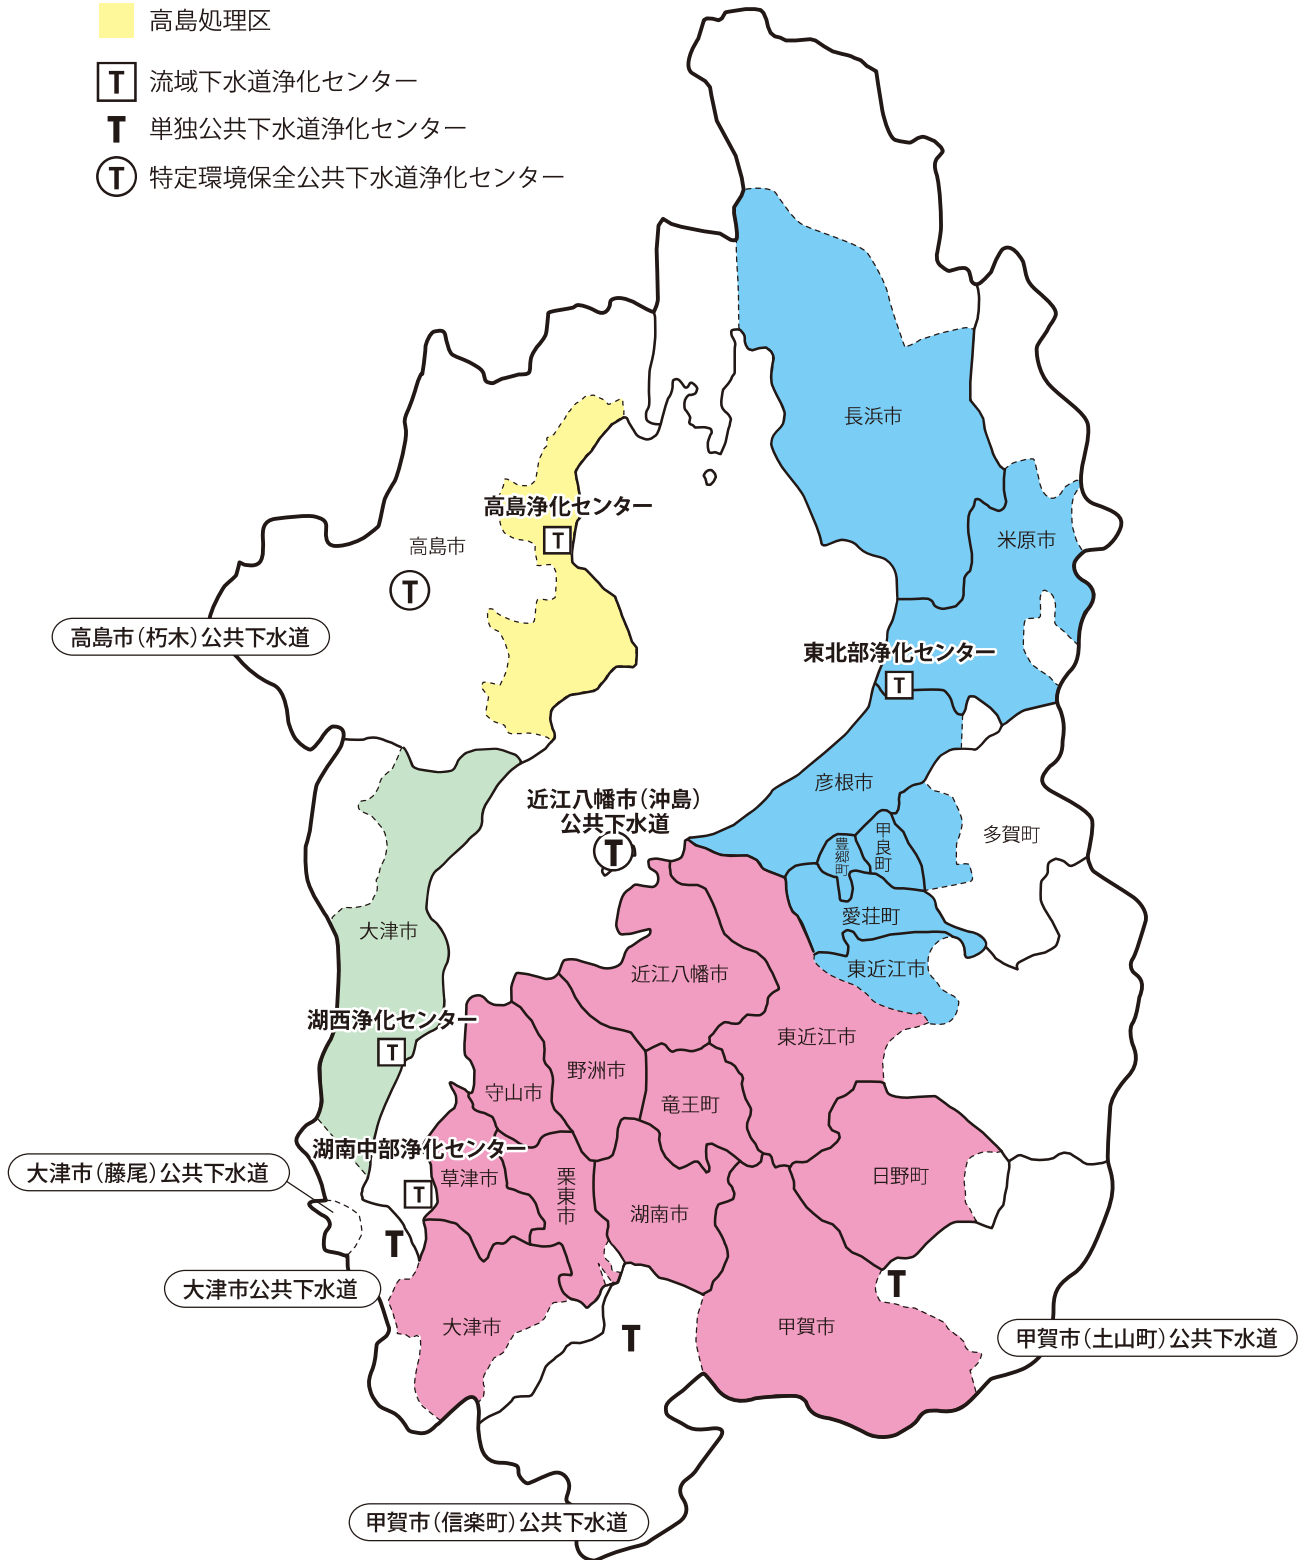 高島処理区
T 流域下水道浄化センター
T 単独公共下水道浄化センター
T 特定環境保全公共下水道浄化センター
長浜市
高島浄化センター
T
高島市
T
米原市
高島市(朽木)公共下水道
東北部浄化センター
T
彦根市
近江八幡市(沖島)
公共下水道
T
豊郷町
甲良町
多賀町
愛荘町
大津市
東近江市
近江八幡市
湖西浄化センター
T
東近江市
野洲市
守山市
竜王町
湖南中部浄化センター
T
大津市(藤尾)公共下水道
草津市
栗東市
日野町
湖南市
T
大津市公共下水道
T
大津市
T
甲賀市
甲賀市(土山町)公共下水道
甲賀市(信楽町)公共下水道